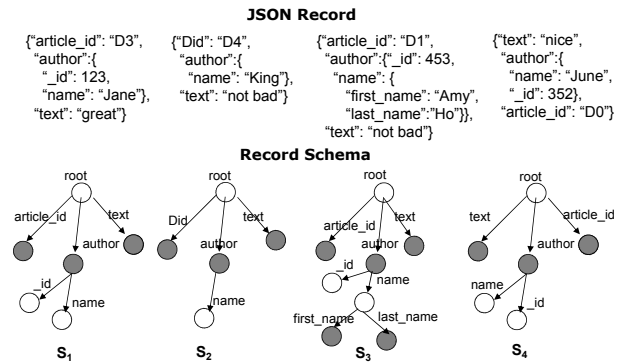 JSON Record
{“article_id”: “D3”,
“author”:{
“_id”: 123,
“name”: “Jane”},
“text”: “great”}
{“Did”: “D4”,
“author”:{
“name”: “King”},
“text”: “not bad”}
{“article_id”: “D1”,
“author”:{“_id”: 453,
“name”: {
“first_name”: “Amy”,
“last_name”:“Ho”}},
“text”: “not bad”}
{“text”: “nice”,
“author”:{
“name”: “June”,
“_id”: 352},
“article_id”: “D0”}
Record Schema
root
article_id
text
author
_id
name
S1
root
Did
text
author
name
S2
root
article_id
text
author
_id
name
first_name
last_name
S3
root
text
article_id
author
name
_id
S4